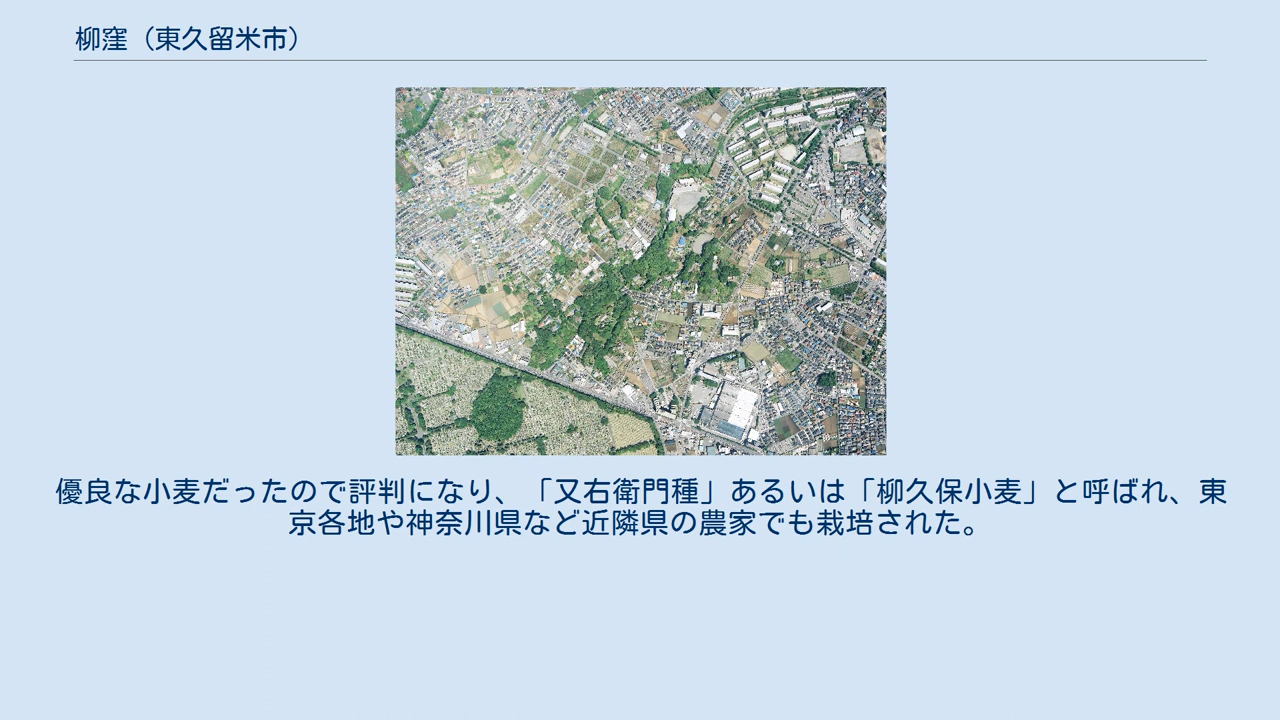 柳窪（東久留米市）
優良な小麦だったので評判になり、「又右衛門種」あるいは「柳久保小麦」と呼ばれ、東
京各地や神奈川県など近隣県の農家でも栽培された。